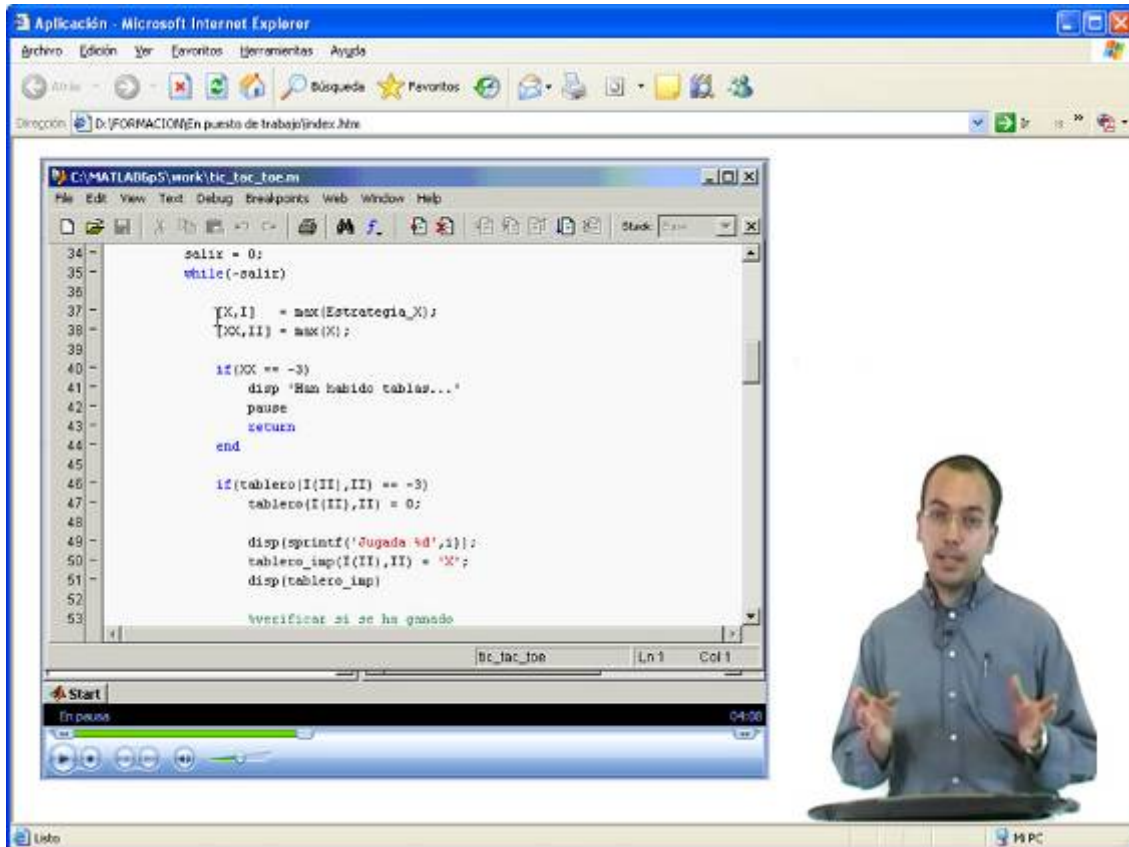 Aplicación - Microsoft Internet Explorer
Archivo Edición Ver Favoritos Herramientas Ayuda
Atrás Búsqueda Favoritos
Dirección D:\FORMACION\En puesto de trabajo\index.htm Ir
C:\MATLAB6p5\work\tic_tac_toe.m
File Edit View Text Debug Breakpoints Web Window Help
Stack:
34 - salir = 0;
35 - while(~salir)
36
37 - [X,I] = max(Estrategia_X);
38 - [XX,II] = max(X);
39
40 - if(XX == -3)
41 - disp 'Han habido tablas...'
42 - pause
43 - return
44 - end
45
46 - if(tablero(I(II),II) == -3)
47 - tablero(I(II),II) = 0;
48
49 - disp(sprintf('Jugada %d',i));
50 - tablero_imp(I(II),II) = 'X';
51 - disp(tablero_imp)
52
53 %verificar si se ha ganado
tic_tac_toe Ln 1 Col 1
Start
En pausa 04:08
Listo Mi PC